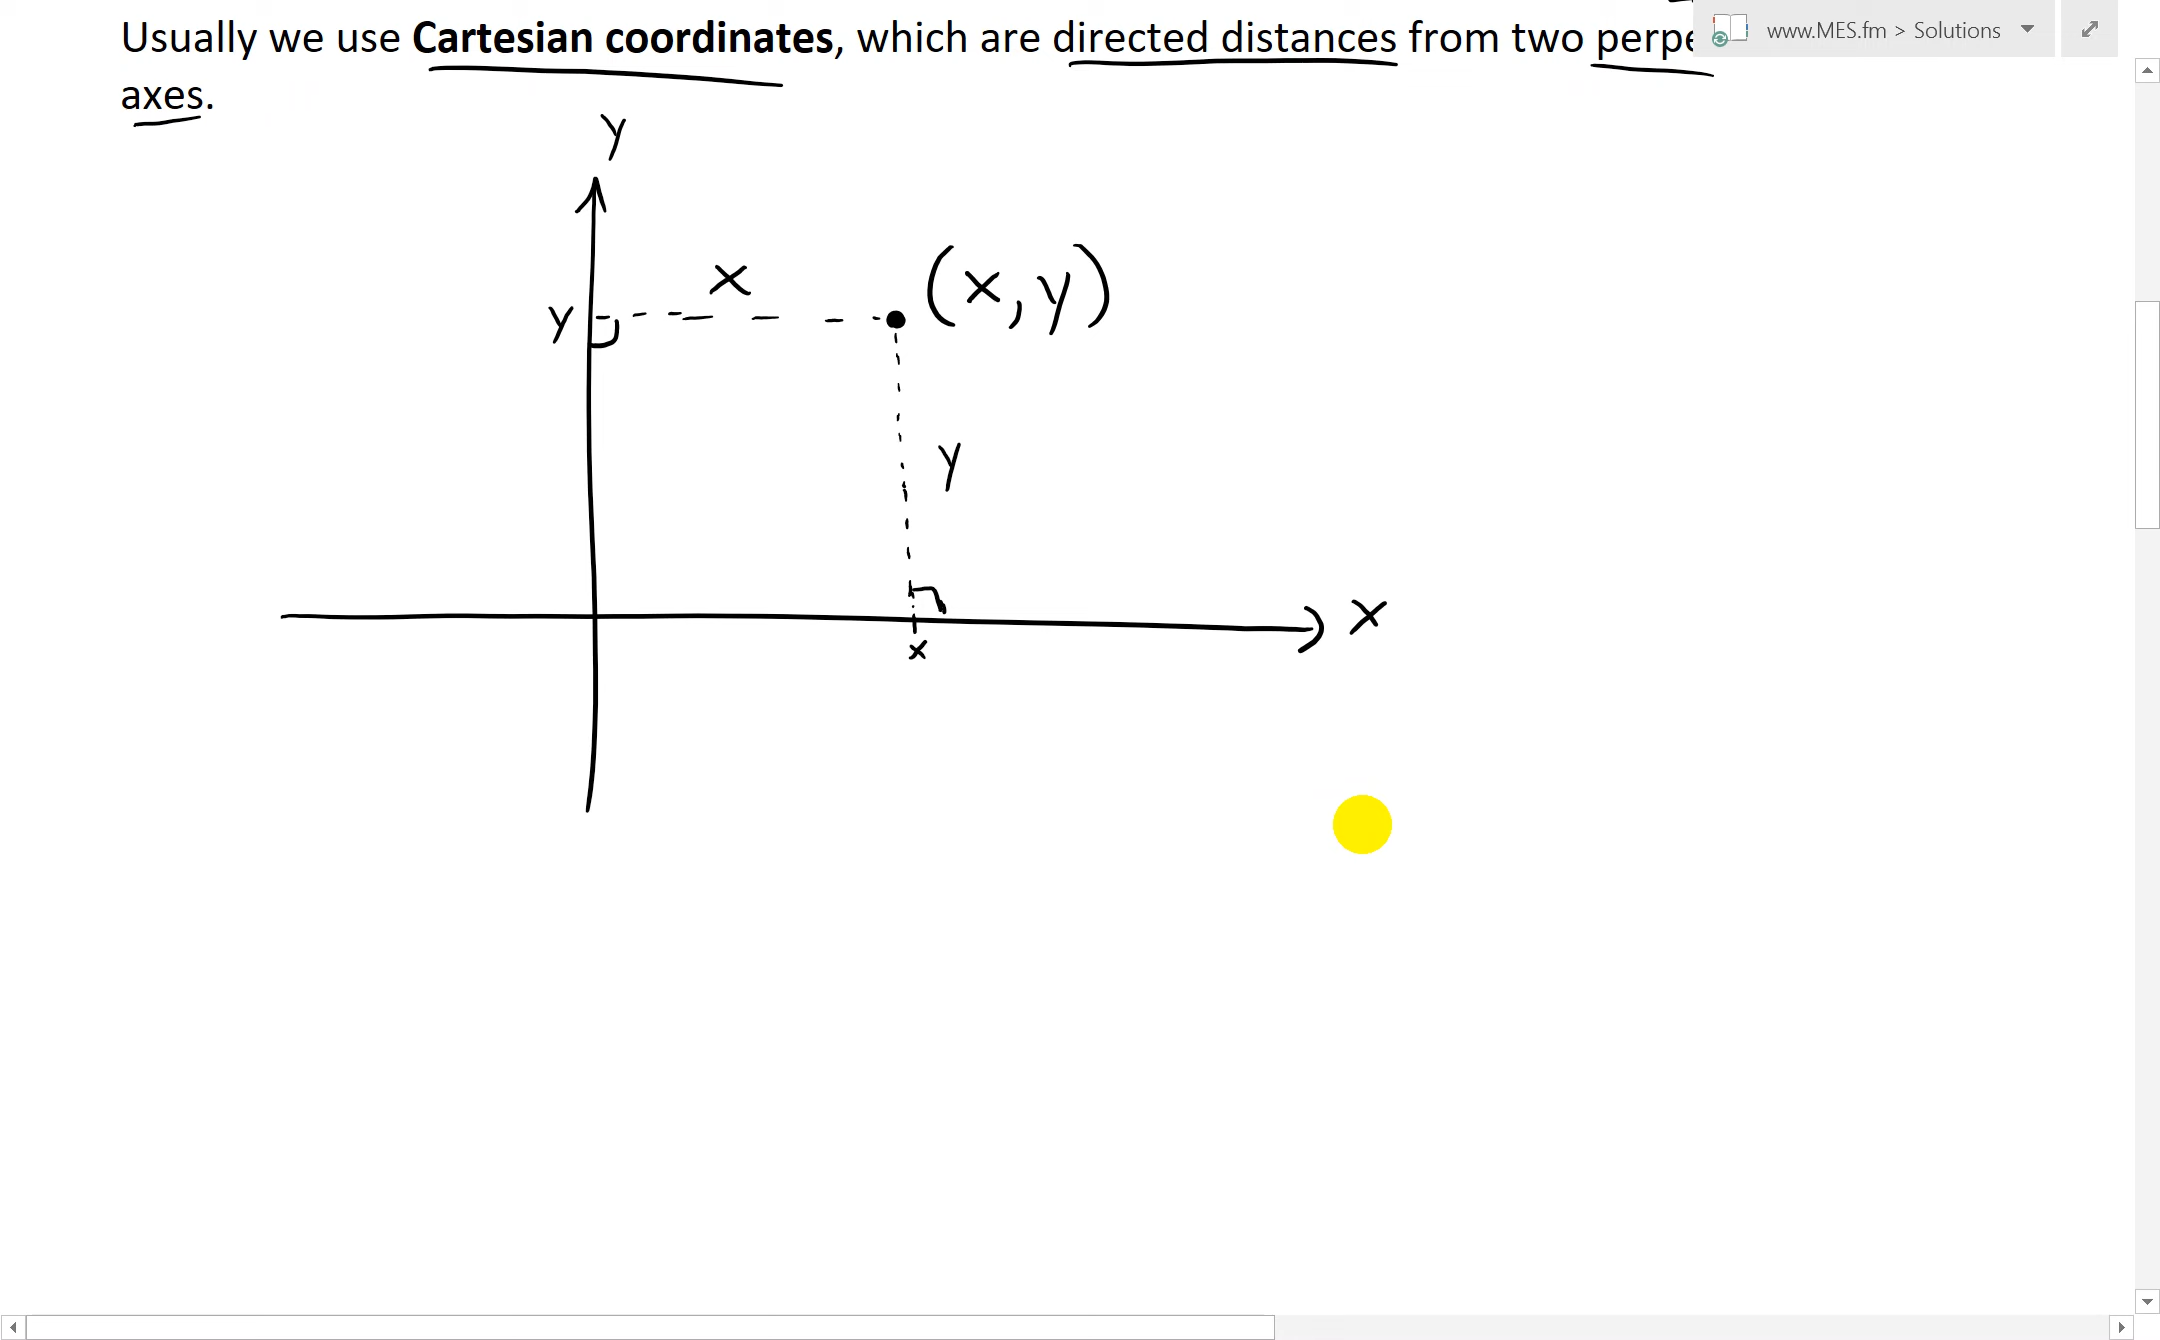 Usually we use Cartesian coordinates, which are directed distances from two perpe
www.MES.fm > Solutions
axes.
y
x
(x, y)
y
y
x
x